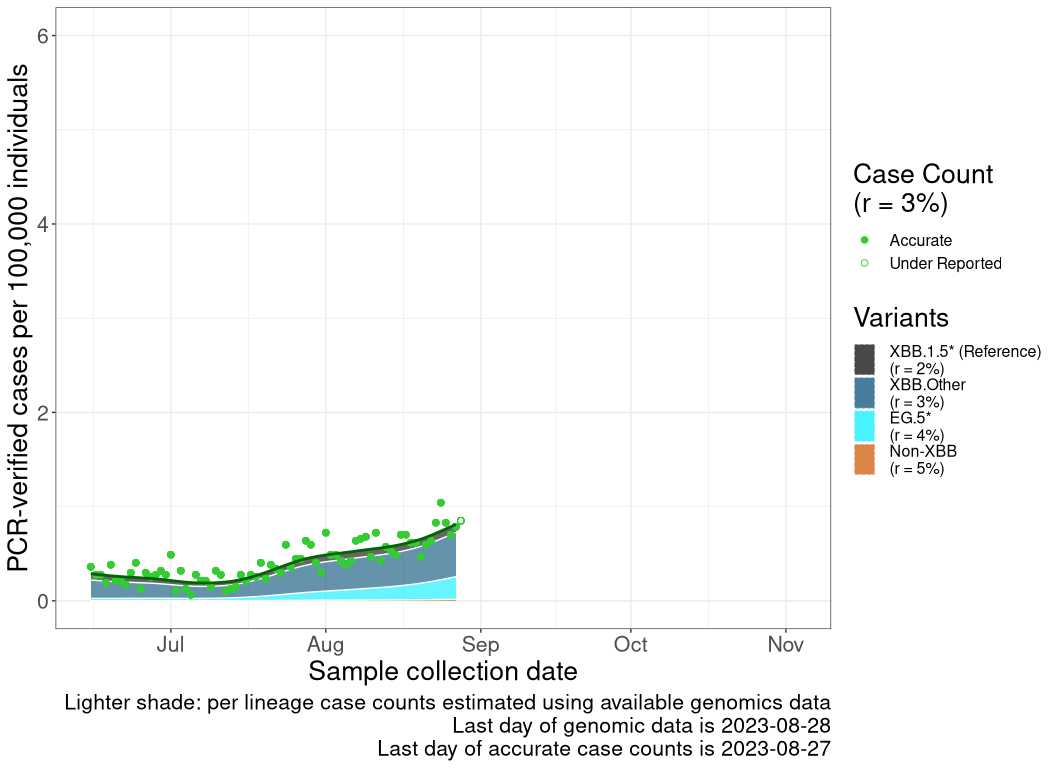 PCR-verified cases per 100,000 individuals
6
4
2
0
Jul Aug Sep Oct Nov
Sample collection date
Lighter shade: per lineage case counts estimated using available genomics data
Last day of genomic data is 2023-08-28
Last day of accurate case counts is 2023-08-27
Case Count
(r = 3%)
Accurate
Under Reported
Variants
XBB.1.5* (Reference)
(r = 2%)
XBB.Other
(r = 3%)
EG.5*
(r = 4%)
Non-XBB
(r = 5%)